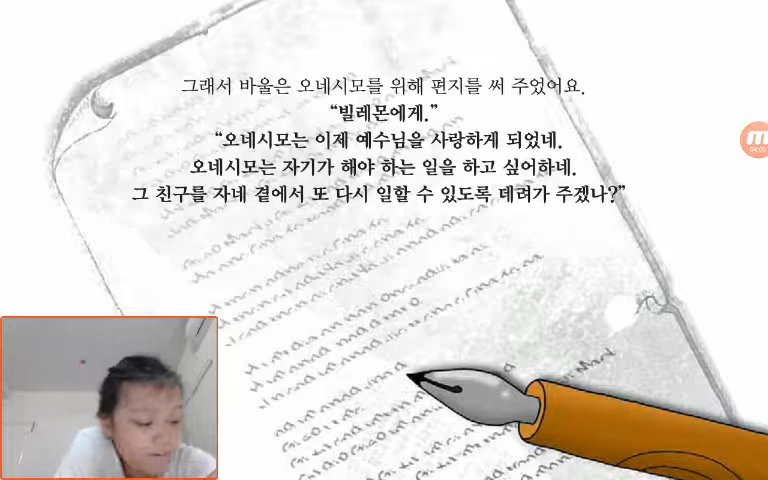 그래서 바울은 오네시모를 위해 편지를 써 주었어요.
“빌레몬에게.”
“오네시모는 이제 예수님을 사랑하게 되었네.
오네시모는 자기가 해야 하는 일을 하고 싶어하네.
그 친구를 자네 곁에서 또 다시 일할 수 있도록 데려가 주겠나?”